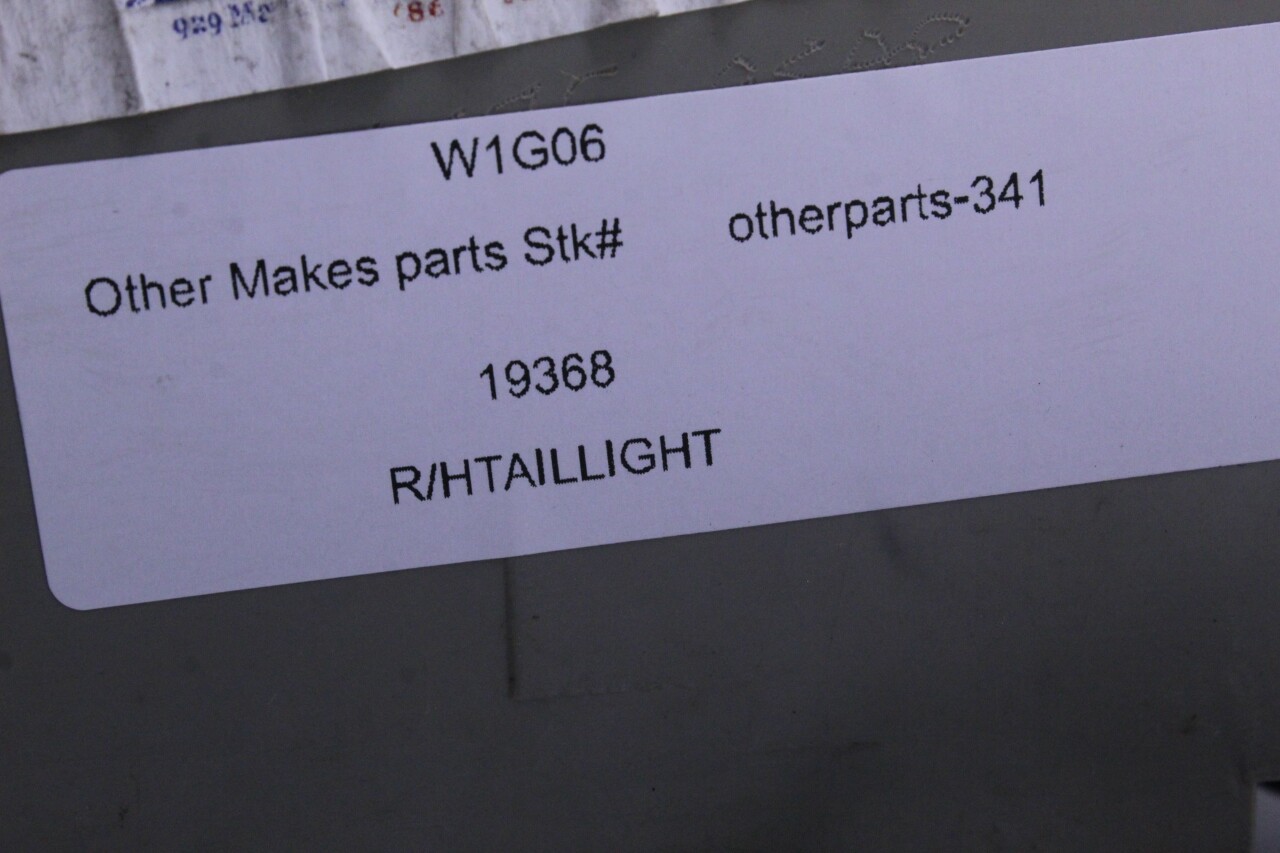 W1G06
Other Makes parts Stk# otherparts-341
19368
R/HTAILLIGHT